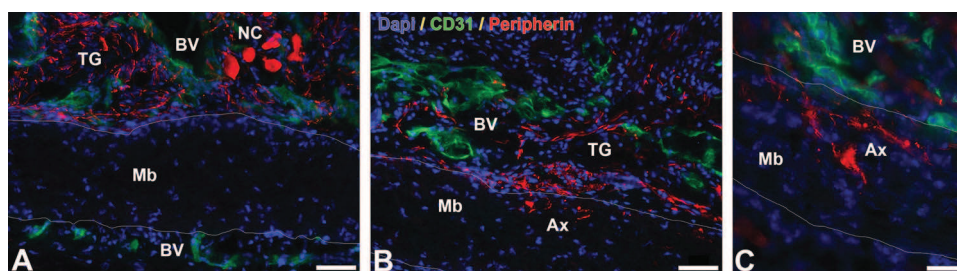 TG
BV
NC
Mb
BV
A
Dapi / CD31 / Peripherin
BV
TG
Mb
Ax
B
BV
Ax
Mb
C